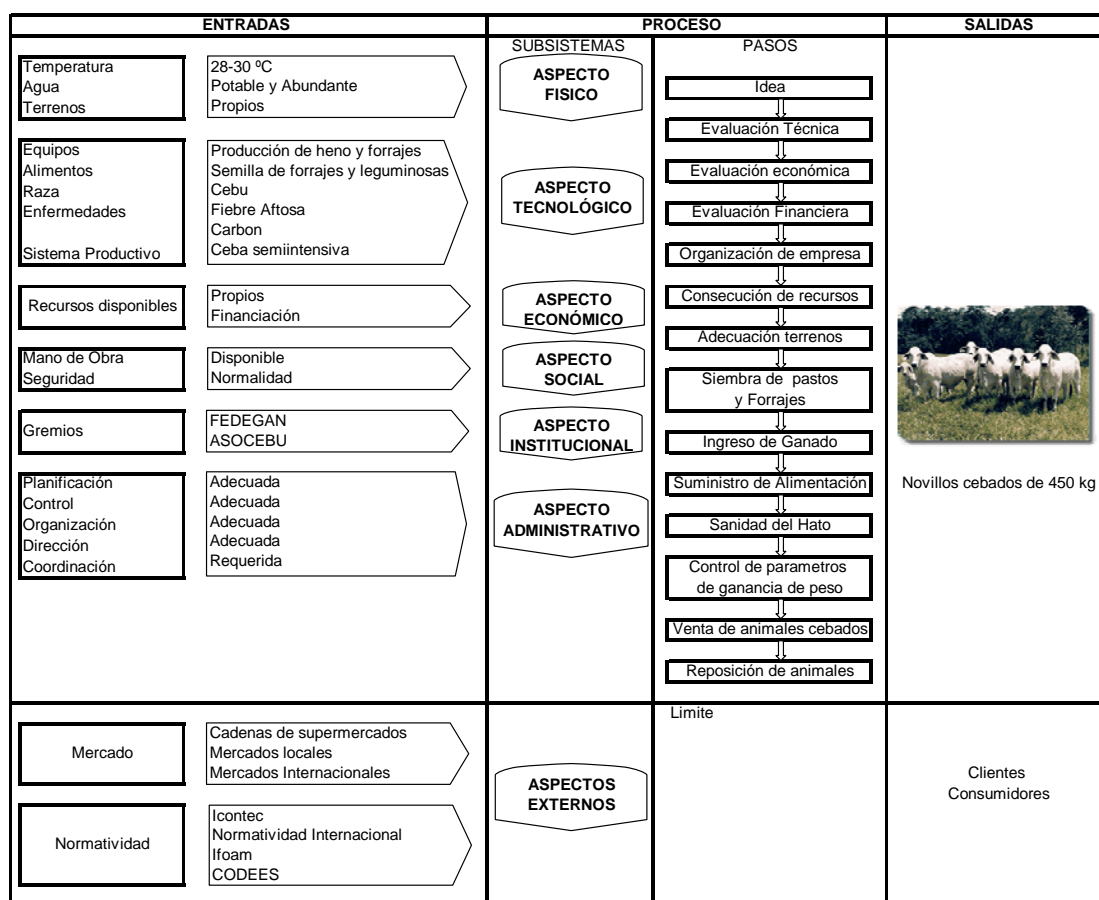 ENTRADAS
PROCESO
SALIDAS
SUBSISTEMAS
PASOS
Temperatura
Agua
Terrenos
28-30 ºC
Potable y Abundante
Propios
ASPECTO
FISICO
Equipos
Alimentos
Raza
Enfermedades
Sistema Productivo
Producción de heno y forrajes
Semilla de forrajes y leguminosas
Cebu
Fiebre Aftosa
Carbon
Ceba semiintensiva
ASPECTO
TECNOLÓGICO
Recursos disponibles
Propios
Financiación
ASPECTO
ECONÓMICO
Mano de Obra
Seguridad
Disponible
Normalidad
ASPECTO
SOCIAL
Gremios
FEDEGAN
ASOCEBU
ASPECTO
INSTITUCIONAL
Planificación
Control
Organización
Dirección
Coordinación
Adecuada
Adecuada
Adecuada
Adecuada
Requerida
ASPECTO
ADMINISTRATIVO
Idea
Evaluación Técnica
Evaluación económica
Evaluación Financiera
Organización de empresa
Consecución de recursos
Adecuación terrenos
Siembra de pastos
y Forrajes
Ingreso de Ganado
Suministro de Alimentación
Sanidad del Hato
Control de parametros
de ganancia de peso
Venta de animales cebados
Reposición de animales
Novillos cebados de 450 kg
Mercado
Cadenas de supermercados
Mercados locales
Mercados Internacionales
Normatividad
Icontec
Normatividad Internacional
Ifoam
CODEES
ASPECTOS
EXTERNOS
Limite
Clientes
Consumidores